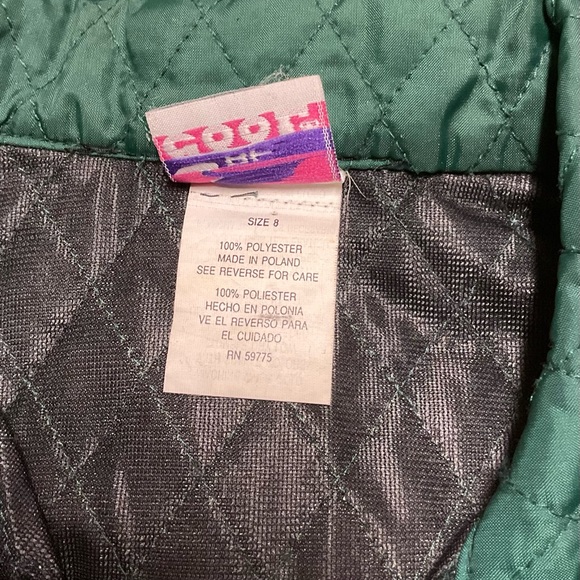 SIZE 8
100% POLYESTER
MADE IN POLAND
SEE REVERSE FOR CARE
100% POLIESTER
HECHO EN POLONIA
VE EL REVERSO PARA
EL CUIDADO
RN 59775